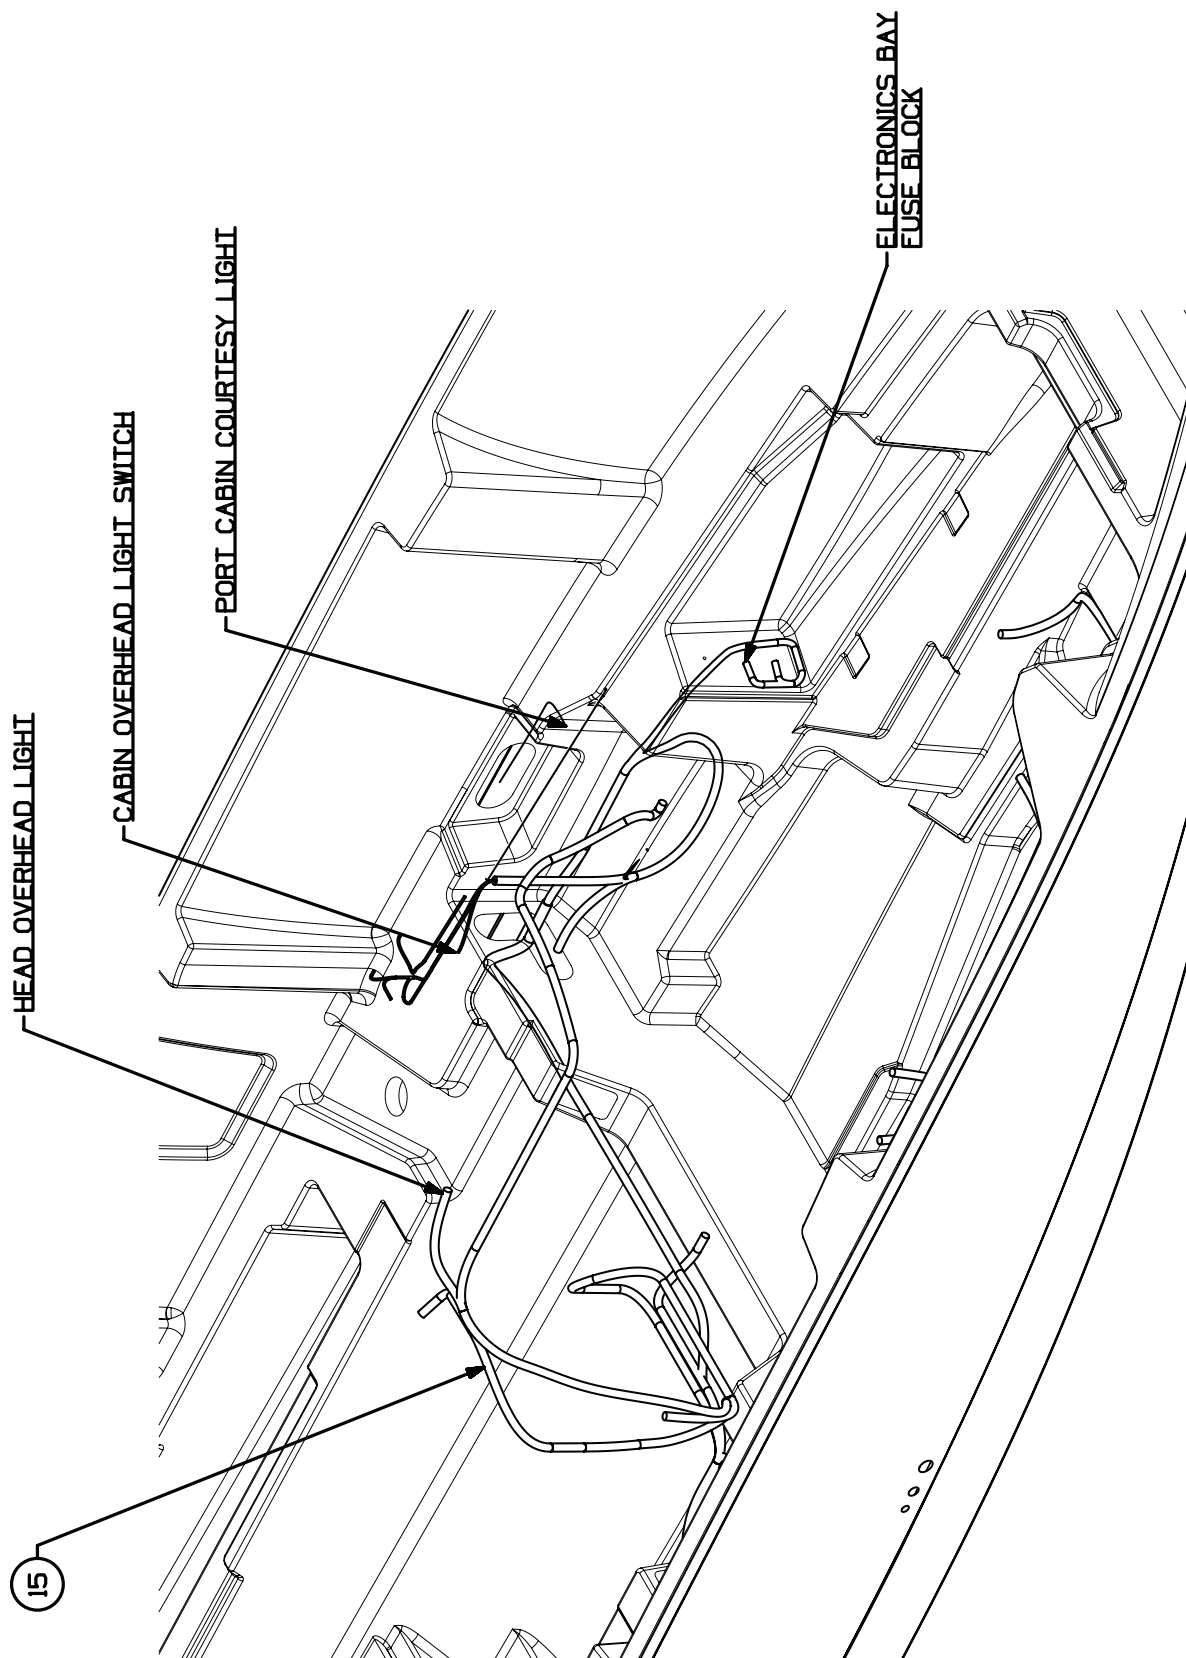 15
HEAD OVERHEAD LIGHT
CABIN OVERHEAD LIGHT SWITCH
PORT CABIN COURTESY LIGHT
ELECTRONICS BAY
FUSE BLOCK